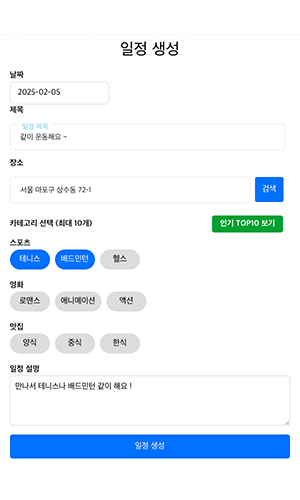 일정 생성
날짜
2025-02-05
제목
일정 제목
같이 운동해요 ~
장소
서울 마포구 상수동 72-1
검색
카테고리 선택 (최대 10개)
인기 TOP10 보기
스포츠
테니스 배드민턴 헬스
영화
로맨스 애니메이션 액션
맛집
양식 중식 한식
일정 설명
만나서 테니스나 배드민턴 같이 해요 !
일정 생성